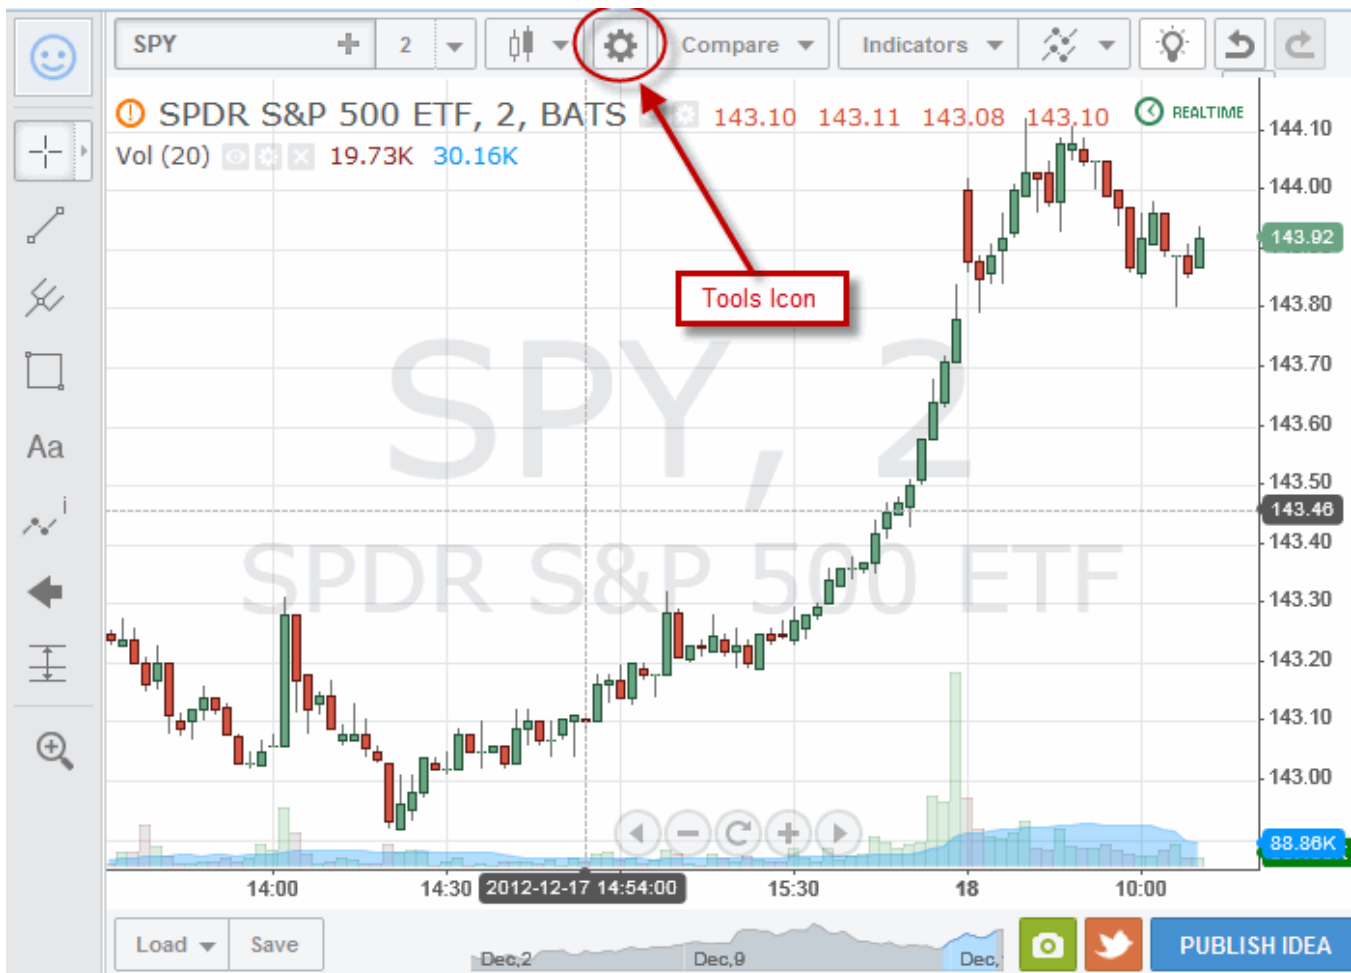 SPY 2 Compare Indicators
SPDR S&P 500 ETF, 2, BATS 143.10 143.11 143.08 143.10 REALTIME
Vol (20) 19.73K 30.16K
144.10
144.00
143.92
Tools Icon
143.80
143.70
SPY, 2
143.60
143.50
143.46
Aa
i
143.40
SPDR S&P 500 ETF
143.30
143.20
143.10
143.00
88.86K
14:00 14:30 2012-12-17 14:54:00 15:30 18 10:00
Load Save
Dec,2 Dec,9 Dec,
PUBLISH IDEA